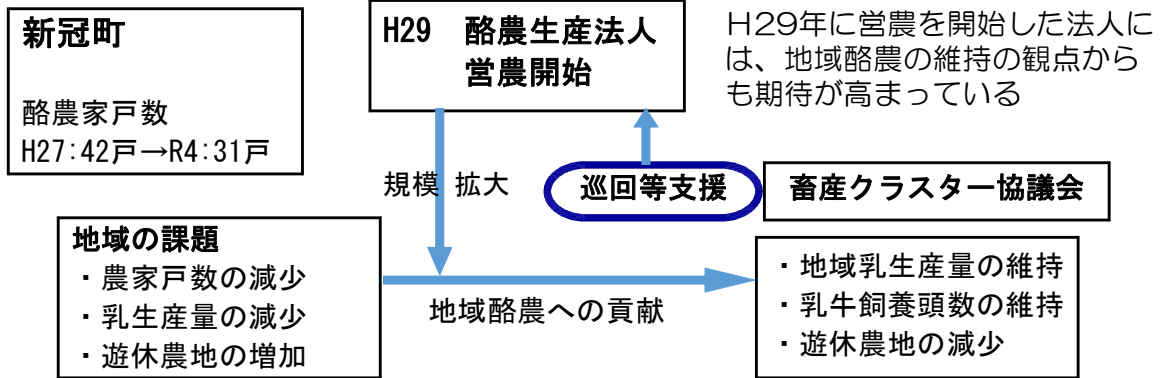 新冠町
酪農家戸数
H27:42戸→R4:31戸
H29 酪農生産法人
営農開始
H29年に営農を開始した法人に
は、地域酪農の維持の観点から
も期待が高まっている
規模 拡大
巡回等支援
畜産クラスター協議会
地域の課題
・農家戸数の減少
・乳生産量の減少
・遊休農地の増加
地域酪農への貢献
・地域乳生産量の維持
・乳牛飼養頭数の維持
・遊休農地の減少